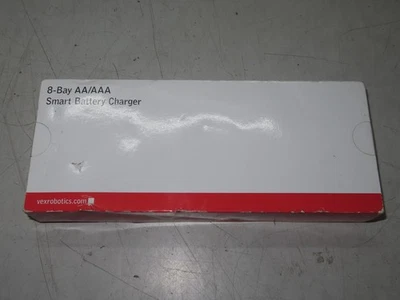 8-Bay AA/AAA
Smart Battery Charger
vexrobotics.com